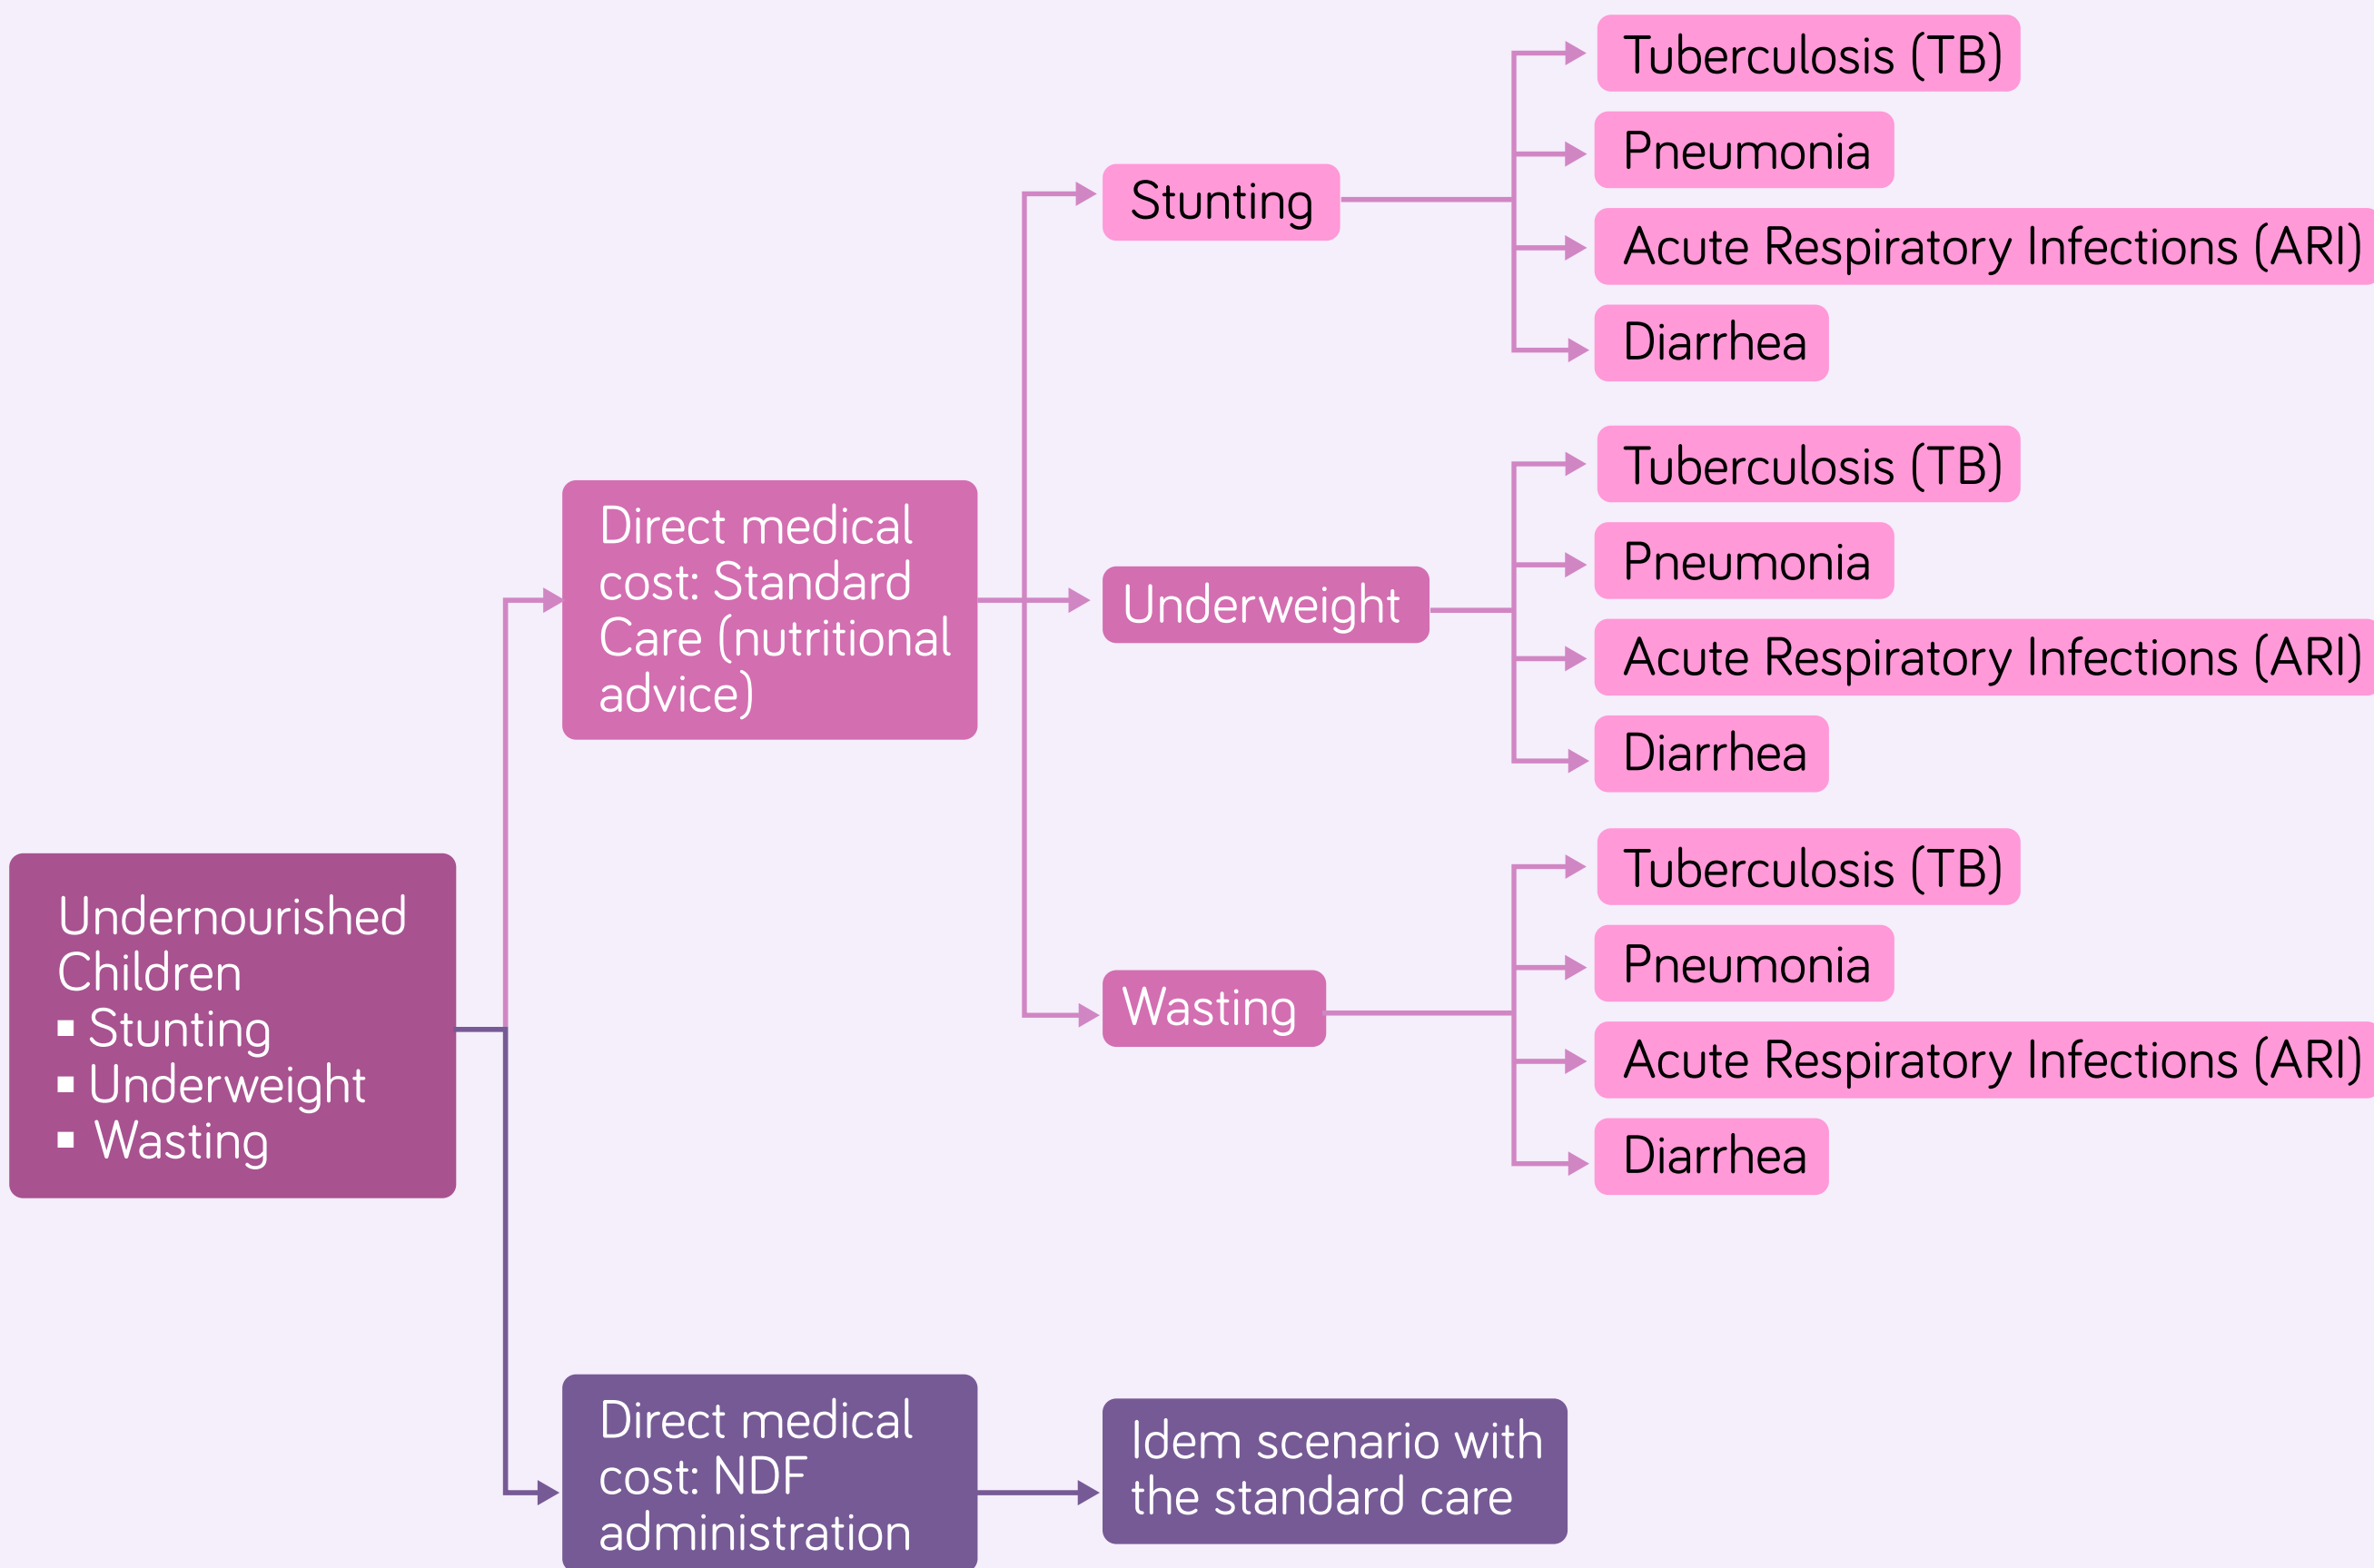 Undernourished
Children
▪ Stunting
▪ Underweight
▪ Wasting
Direct medical
cost: Standard
Care (nutritional
advice)
Stunting
Tuberculosis (TB)
Pneumonia
Acute Respiratory Infections (ARI)
Diarrhea
Underweight
Tuberculosis (TB)
Pneumonia
Acute Respiratory Infections (ARI)
Diarrhea
Wasting
Tuberculosis (TB)
Pneumonia
Acute Respiratory Infections (ARI)
Diarrhea
Direct medical
cost: NDF
administration
Idem scenario with
the standard care